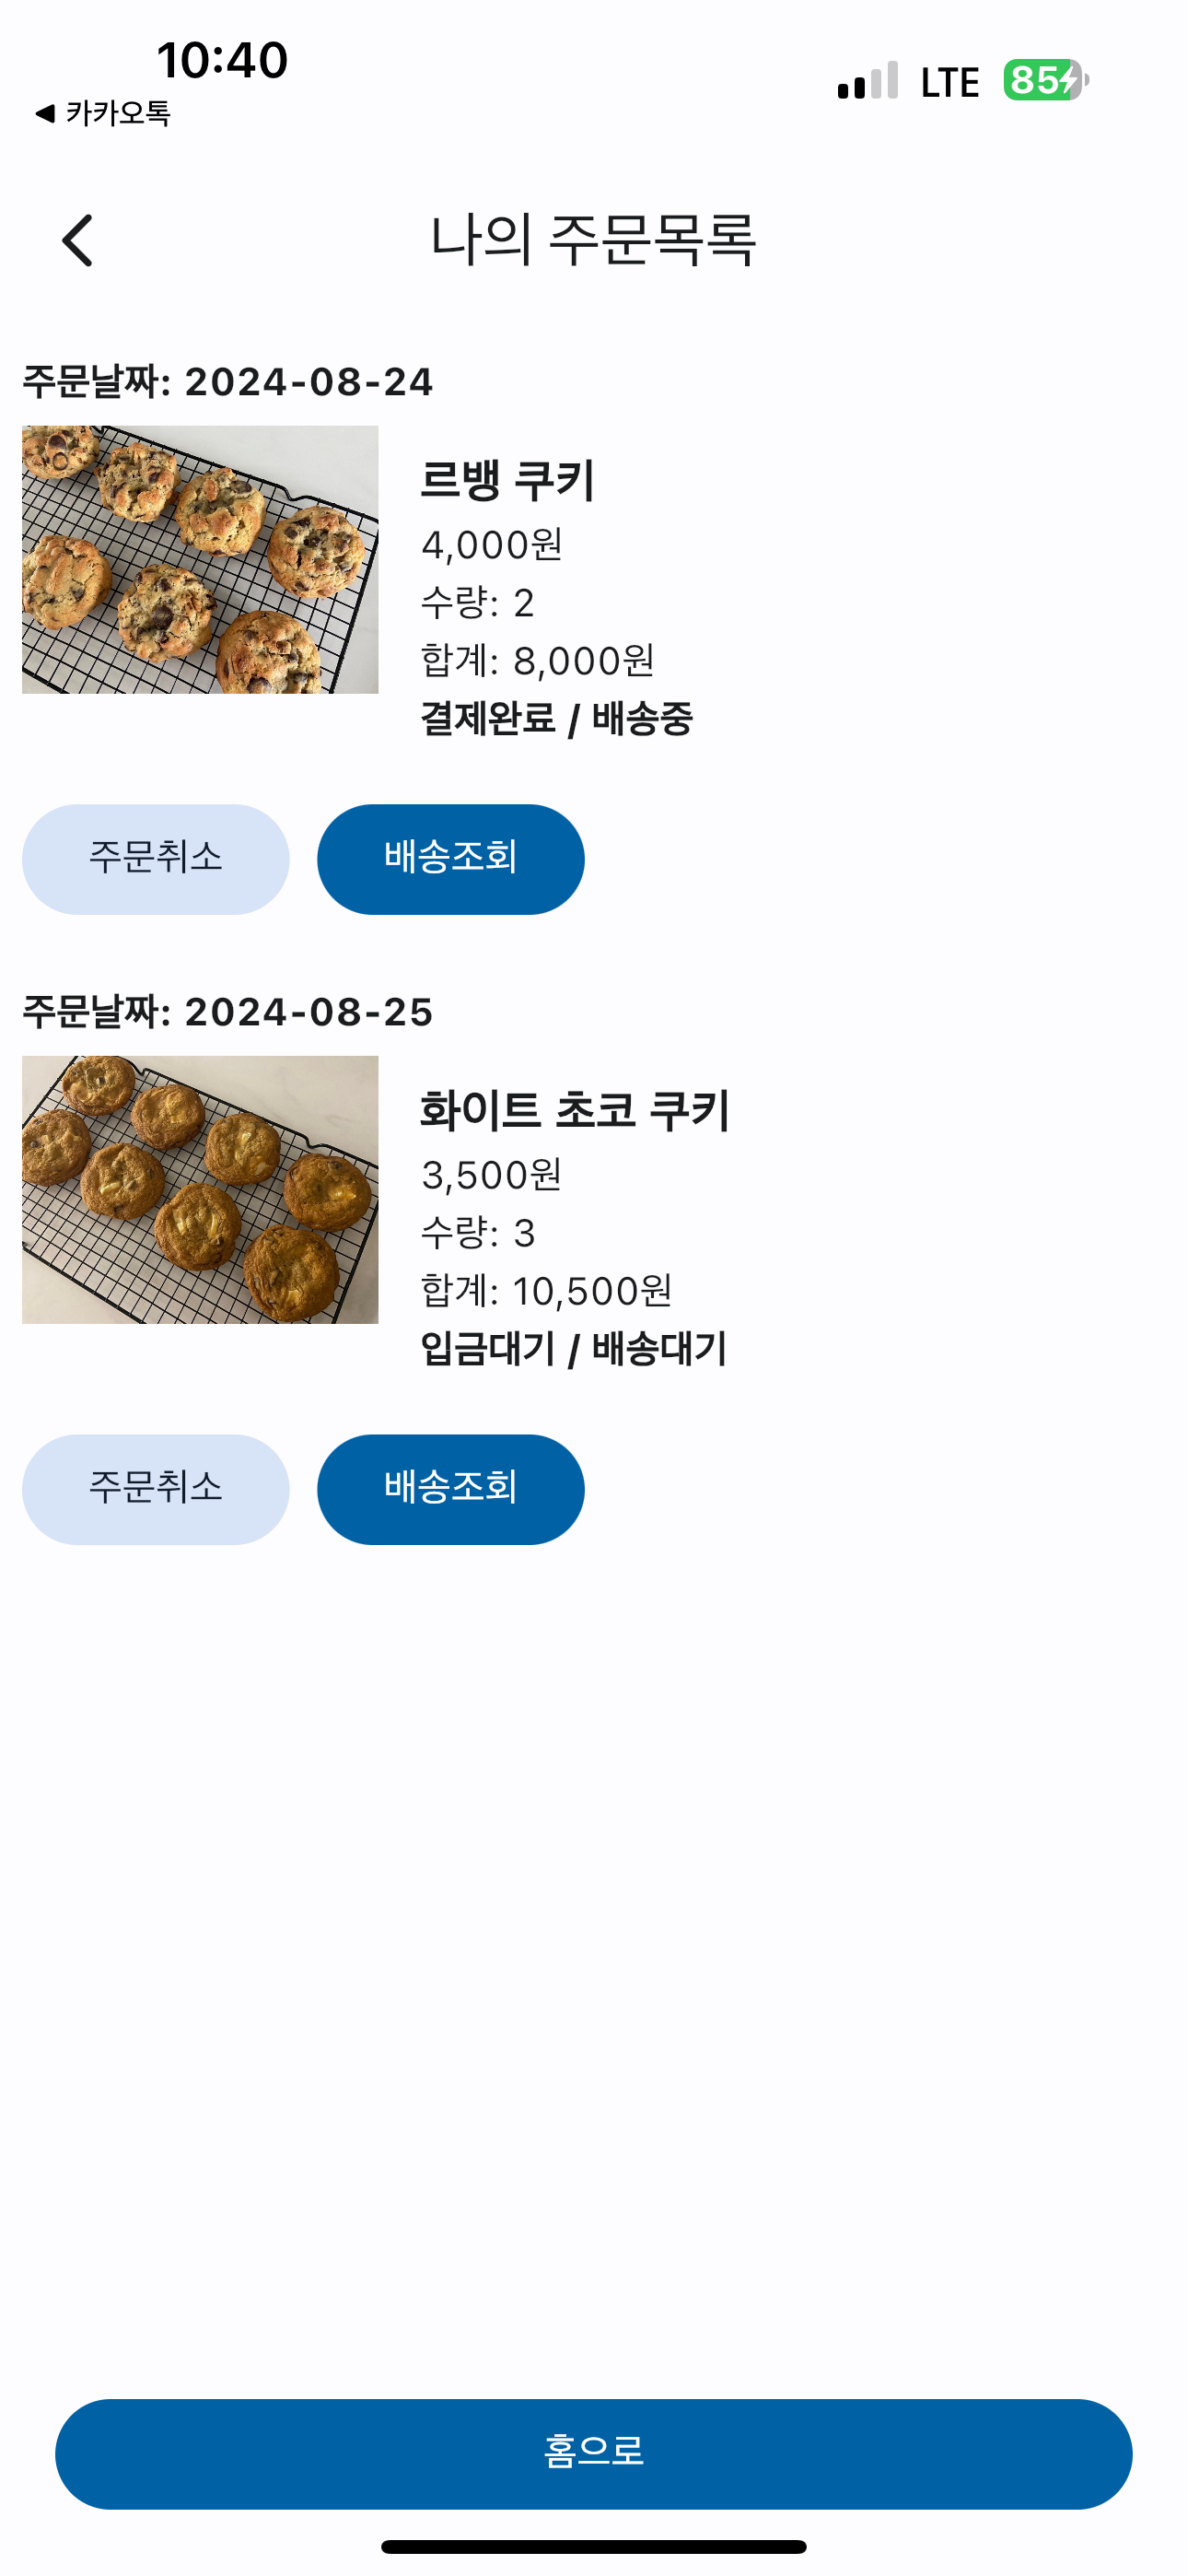 10:40
LTE 85
◀ 카카오톡
나의 주문목록
주문날짜: 2024-08-24
르뱅 쿠키
4,000원
수량: 2
합계: 8,000원
결제완료 / 배송중
주문취소
배송조회
주문날짜: 2024-08-25
화이트 초코 쿠키
3,500원
수량: 3
합계: 10,500원
입금대기 / 배송대기
주문취소
배송조회
홈으로